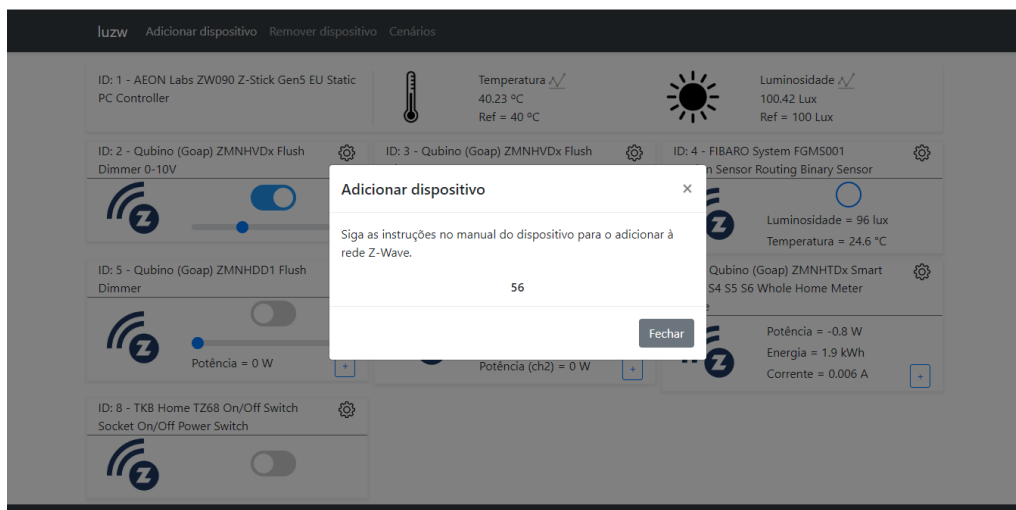 luzw Adicionar dispositivo Remover dispositivo Cenários
ID: 1 - AEON Labs ZW090 Z-Stick Gen5 EU Static
PC Controller
Temperatura
40.23 ºC
Ref = 40 ºC
Luminosidade
100.42 Lux
Ref = 100 Lux
ID: 2 - Qubino (Goap) ZMNHVDx Flush
Dimmer 0-10V
ID: 3 - Qubino (Goap) ZMNHVDx Flush
ID: 4 - FIBARO System FGMS001
Sensor Routing Binary Sensor
Luminosidade = 96 lux
Temperatura = 24.6 °C
Adicionar dispositivo ×
Siga as instruções no manual do dispositivo para o adicionar à
rede Z-Wave.
56
Fechar
ID: 5 - Qubino (Goap) ZMNHDD1 Flush
Dimmer
Potência = 0 W
+
Potência (ch2) = 0 W
+
Qubino (Goap) ZMNHTDx Smart
S4 S5 S6 Whole Home Meter
Potência = -0.8 W
Energia = 1.9 kWh
Corrente = 0.006 A
+
ID: 8 - TKB Home TZ68 On/Off Switch
Socket On/Off Power Switch